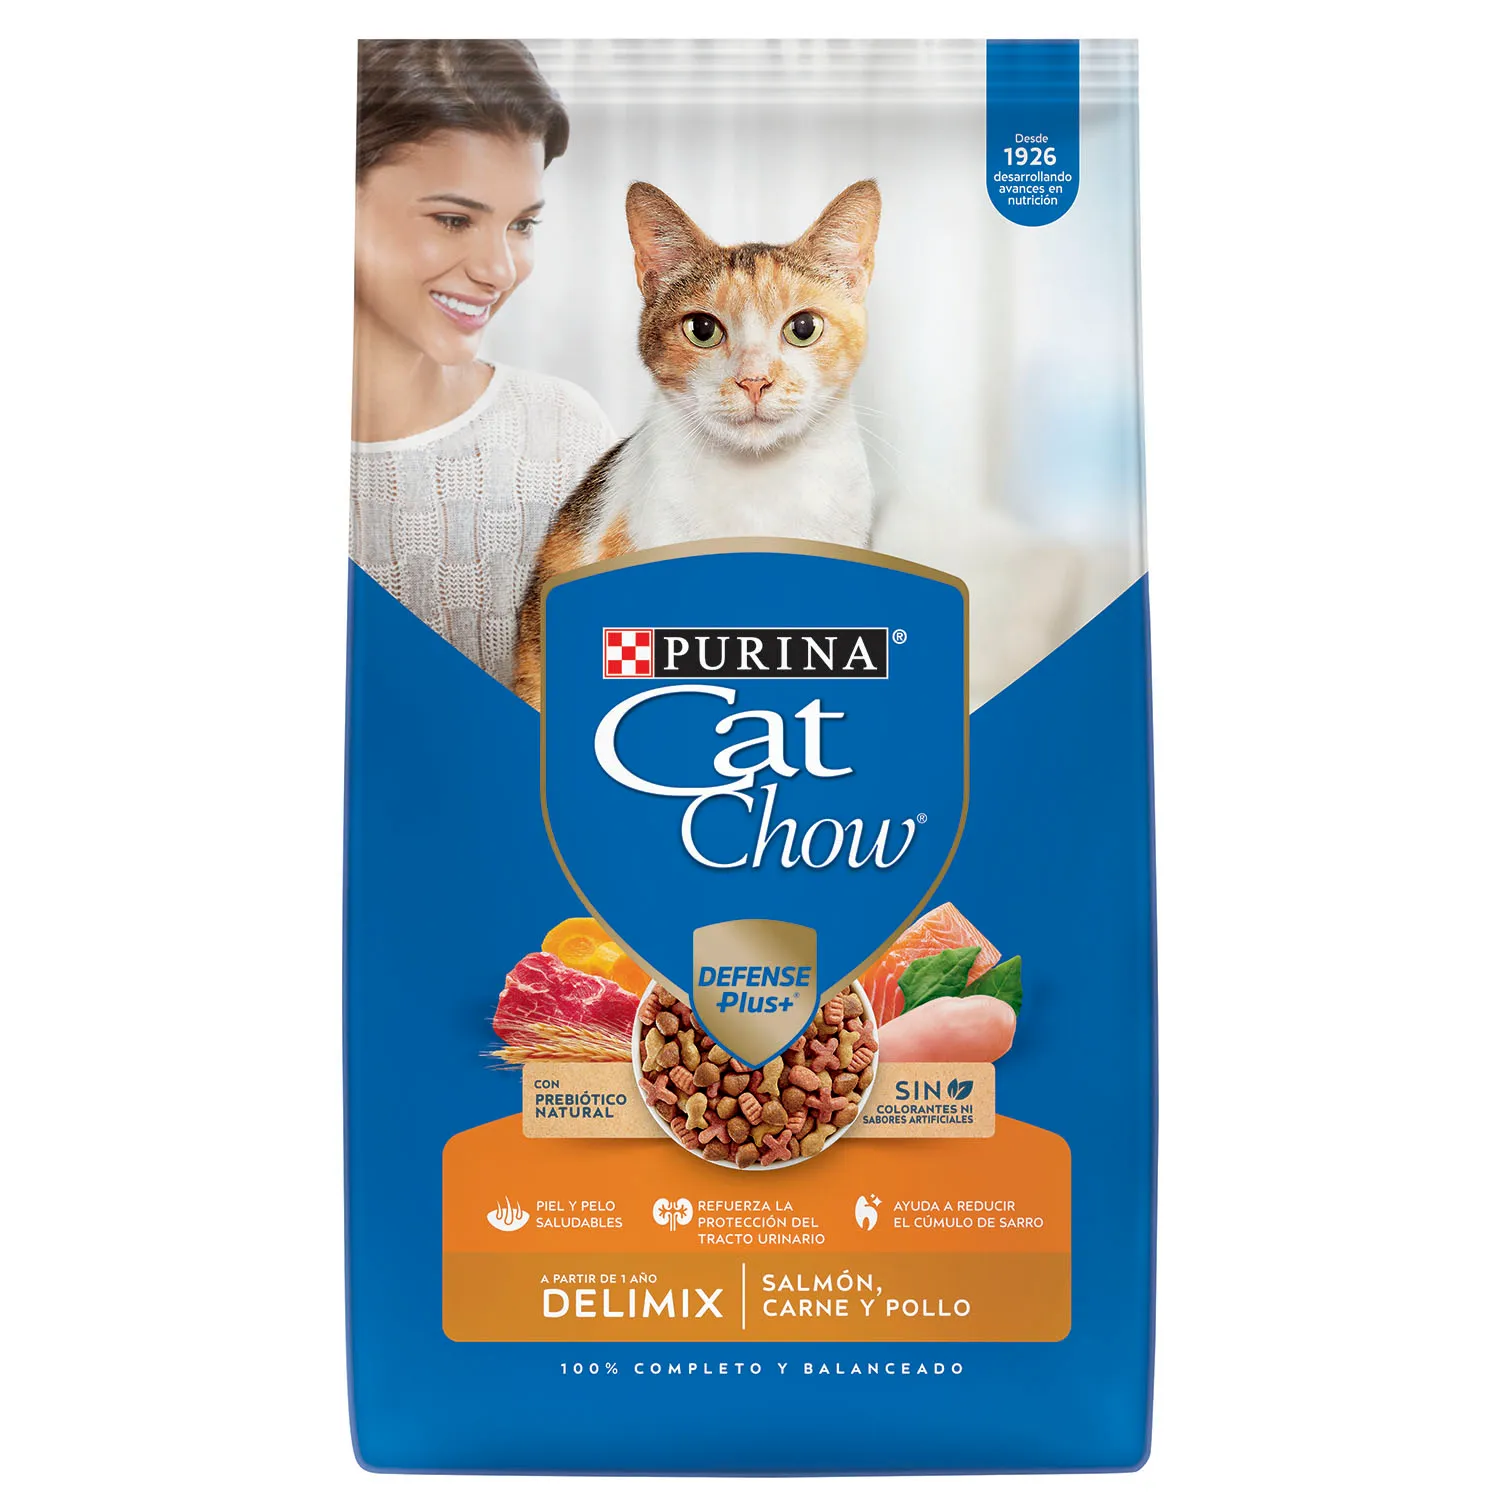 Desde
1926
desarrollando
avances en
nutrición
PURINA®
Cat
Chow®
DEFENSE
Plus+®
CON
PREBIÓTICO
NATURAL
SIN
COLORANTES NI
SABORES ARTIFICIALES
PIEL Y PELO
SALUDABLES
REFUERZA LA
PROTECCIÓN DEL
TRACTO URINARIO
AYUDA A REDUCIR
EL CÚMULO DE SARRO
A PARTIR DE 1 AÑO
DELIMIX
SALMÓN,
CARNE Y POLLO
100% COMPLETO Y BALANCEADO